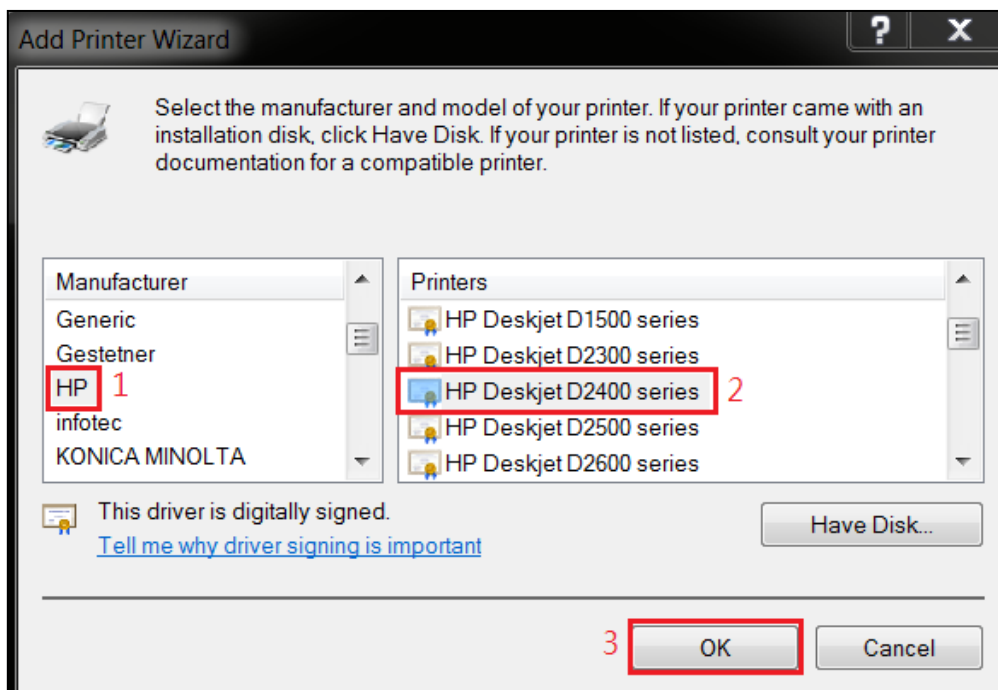 Add Printer Wizard
? X
Select the manufacturer and model of your printer. If your printer came with an
installation disk, click Have Disk. If your printer is not listed, consult your printer
documentation for a compatible printer.
Manufacturer
Generic
Gestetner
HP 1
infotec
KONICA MINOLTA
Printers
HP Deskjet D1500 series
HP Deskjet D2300 series
HP Deskjet D2400 series 2
HP Deskjet D2500 series
HP Deskjet D2600 series
This driver is digitally signed.
Tell me why driver signing is important
Have Disk...
3 OK
Cancel